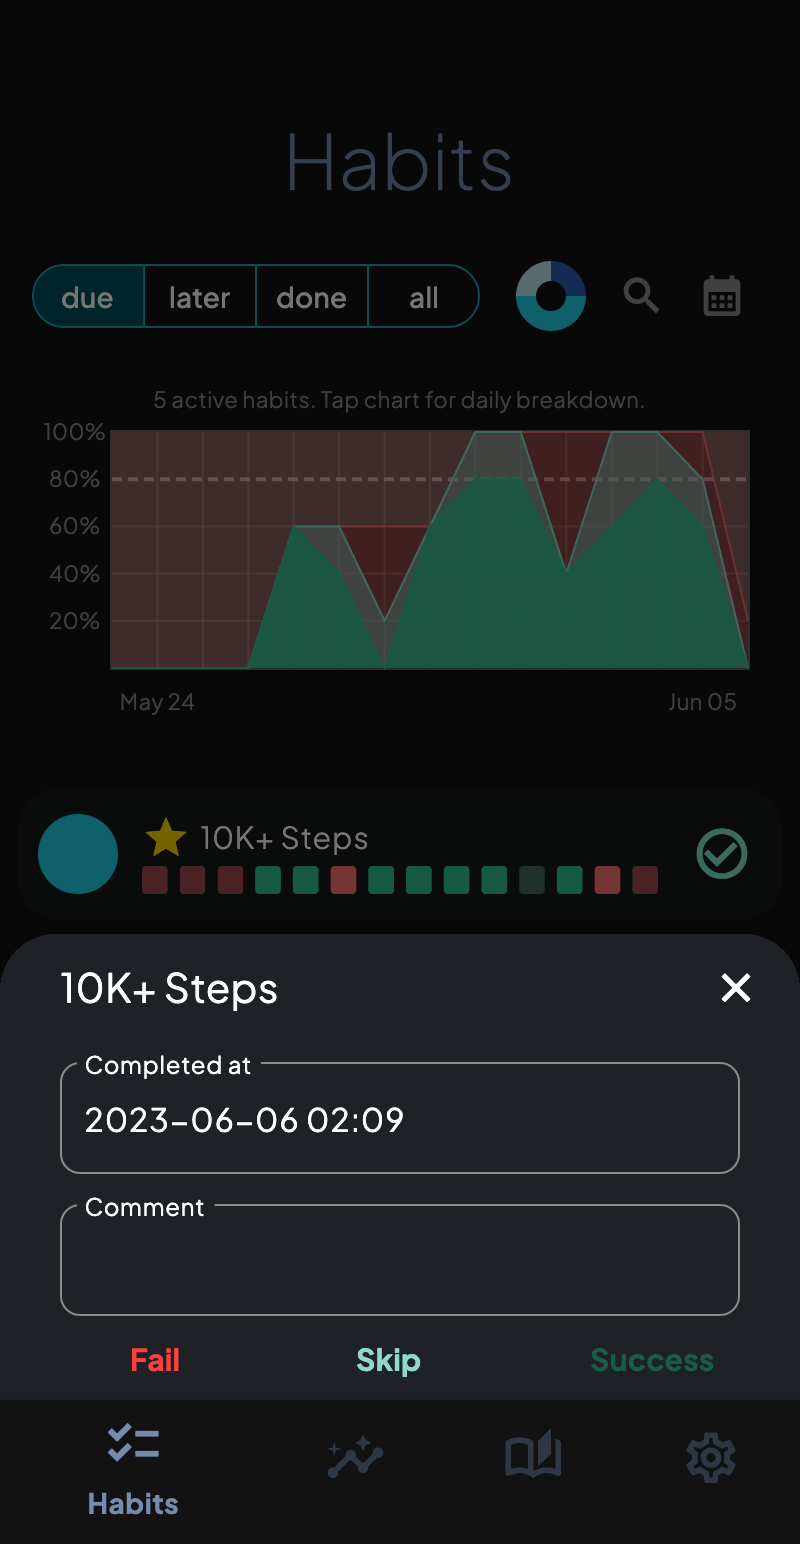 Habits
due later done all
5 active habits. Tap chart for daily breakdown.
100%
80%
60%
40%
20%
May 24 Jun 05
10K+ Steps
10K+ Steps
Completed at
2023-06-06 02:09
Comment
Fail Skip Success
Habits